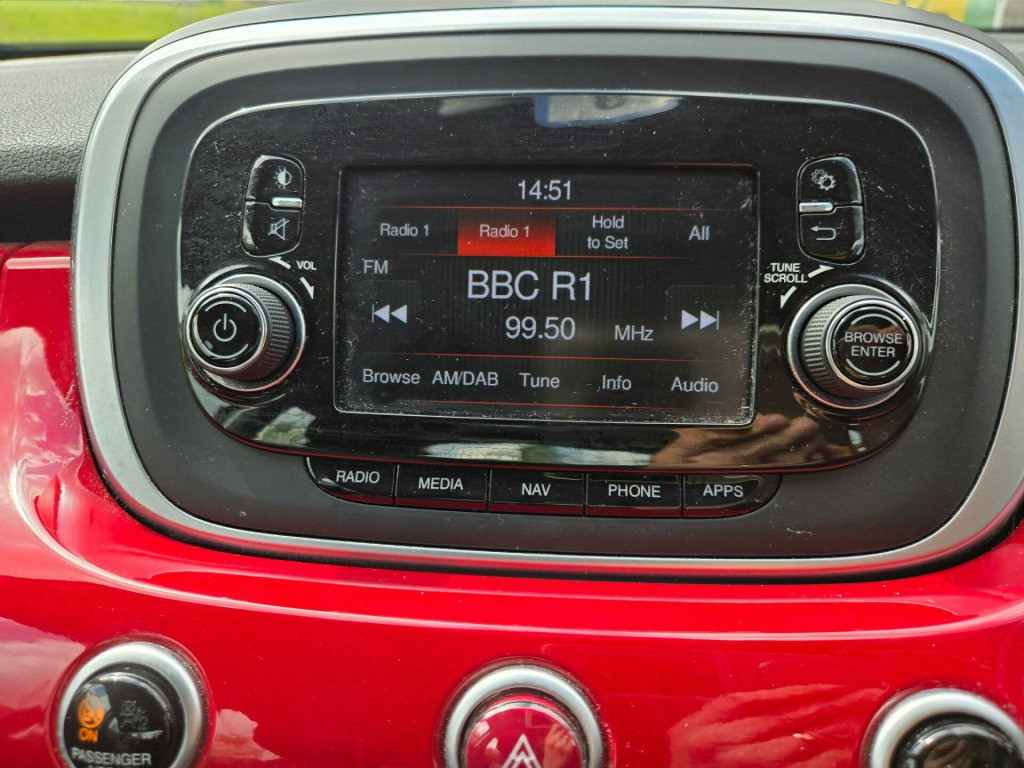 14:51
Radio 1
Radio 1
Hold
to Set
All
FM
BBC R1
99.50
MHz
Browse
AM/DAB
Tune
Info
Audio
VOL
TUNE
SCROLL
BROWSE
ENTER
RADIO
MEDIA
NAV
PHONE
APPS
ON
PASSENGER